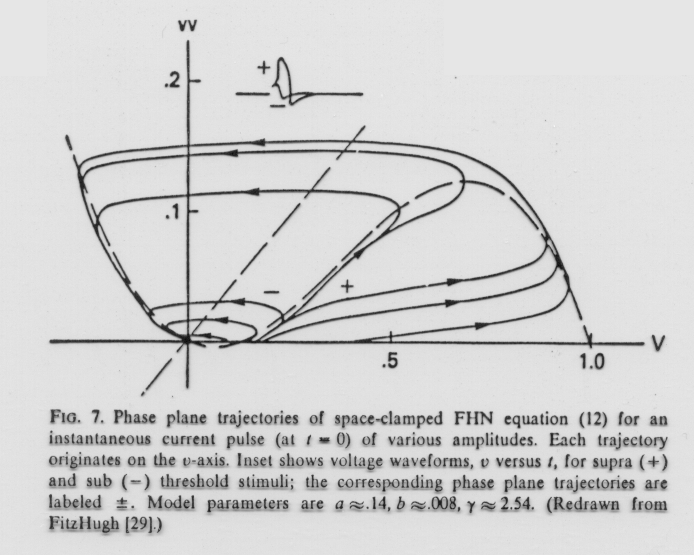 w
.2
+
−
.1
−
+
.5
1.0
V
FIG. 7. Phase plane trajectories of space-clamped FHN equation (12) for an
instantaneous current pulse (at t = 0) of various amplitudes. Each trajectory
originates on the v-axis. Inset shows voltage waveforms, v versus t, for supra (+)
and sub (−) threshold stimuli; the corresponding phase plane trajectories are
labeled ±. Model parameters are a ≈.14, b ≈.008, γ ≈ 2.54. (Redrawn from
FitzHugh [29].)